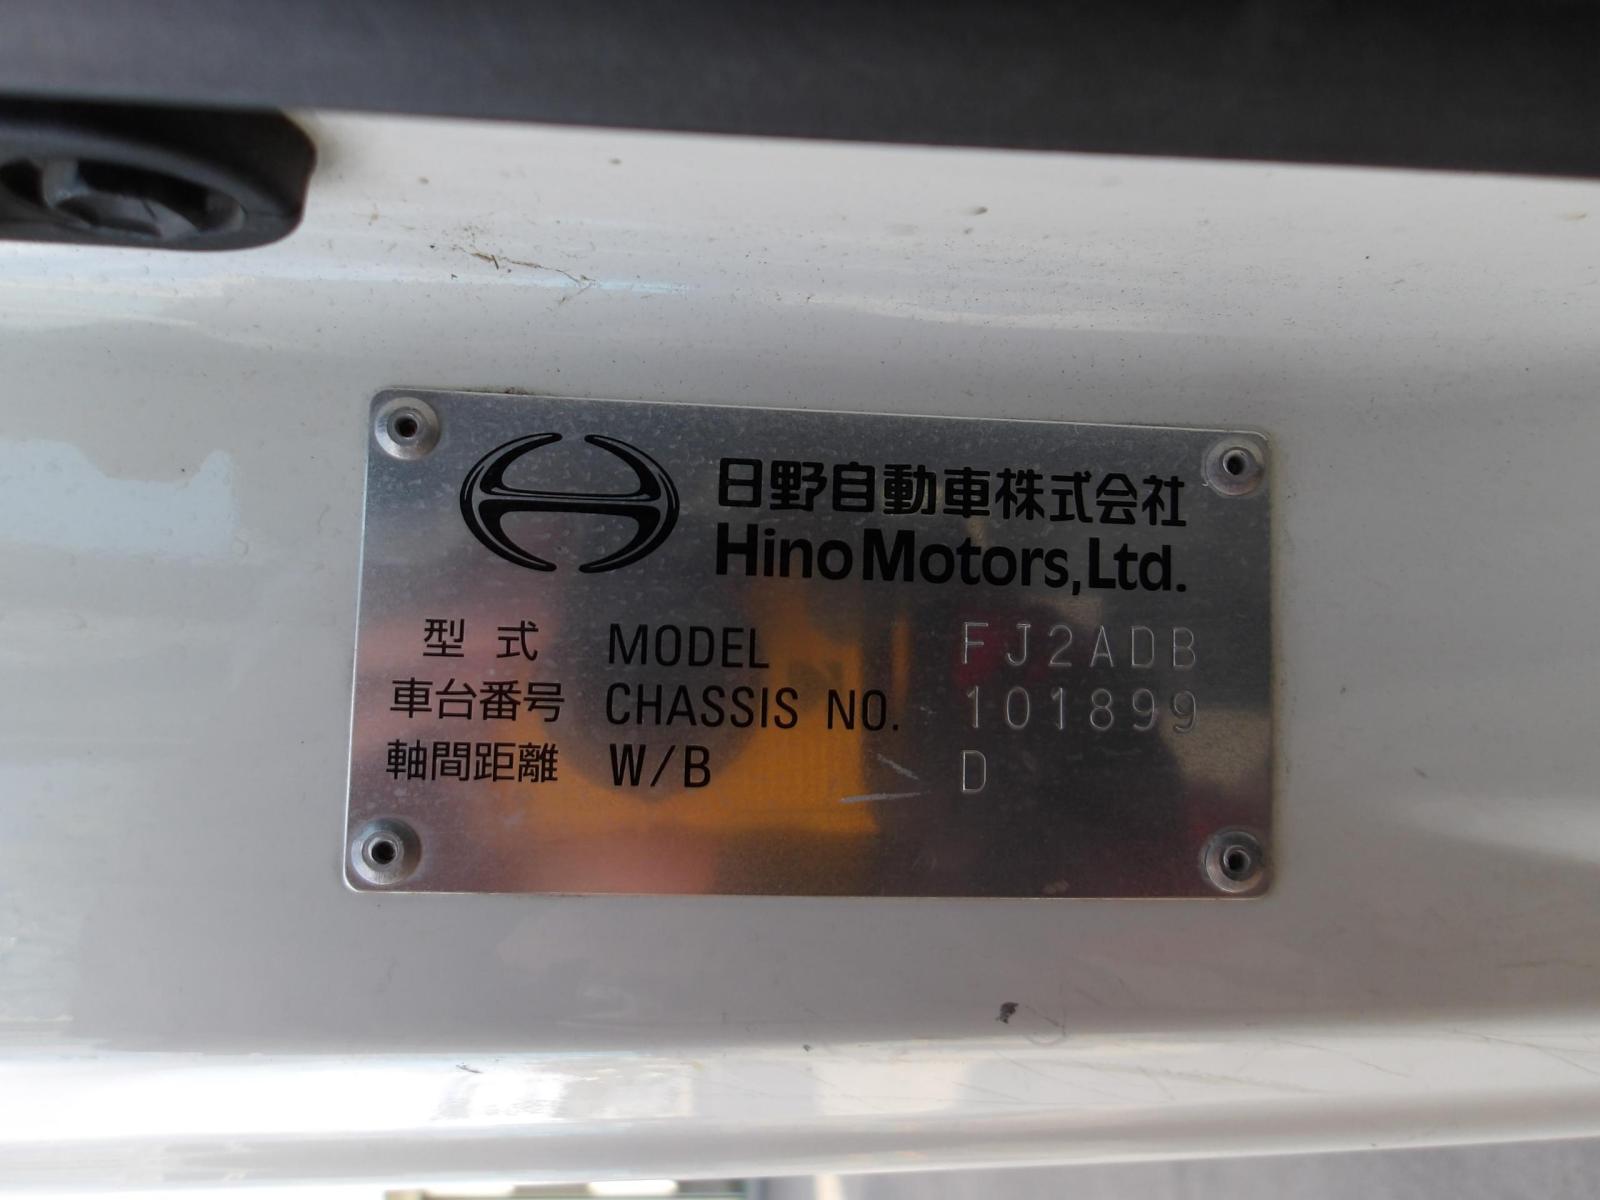 日野自動車株式会社
Hino Motors, Ltd.
型式 MODEL FJ2ADB
車台番号 CHASSIS NO. 101899
軸間距離 W/B D